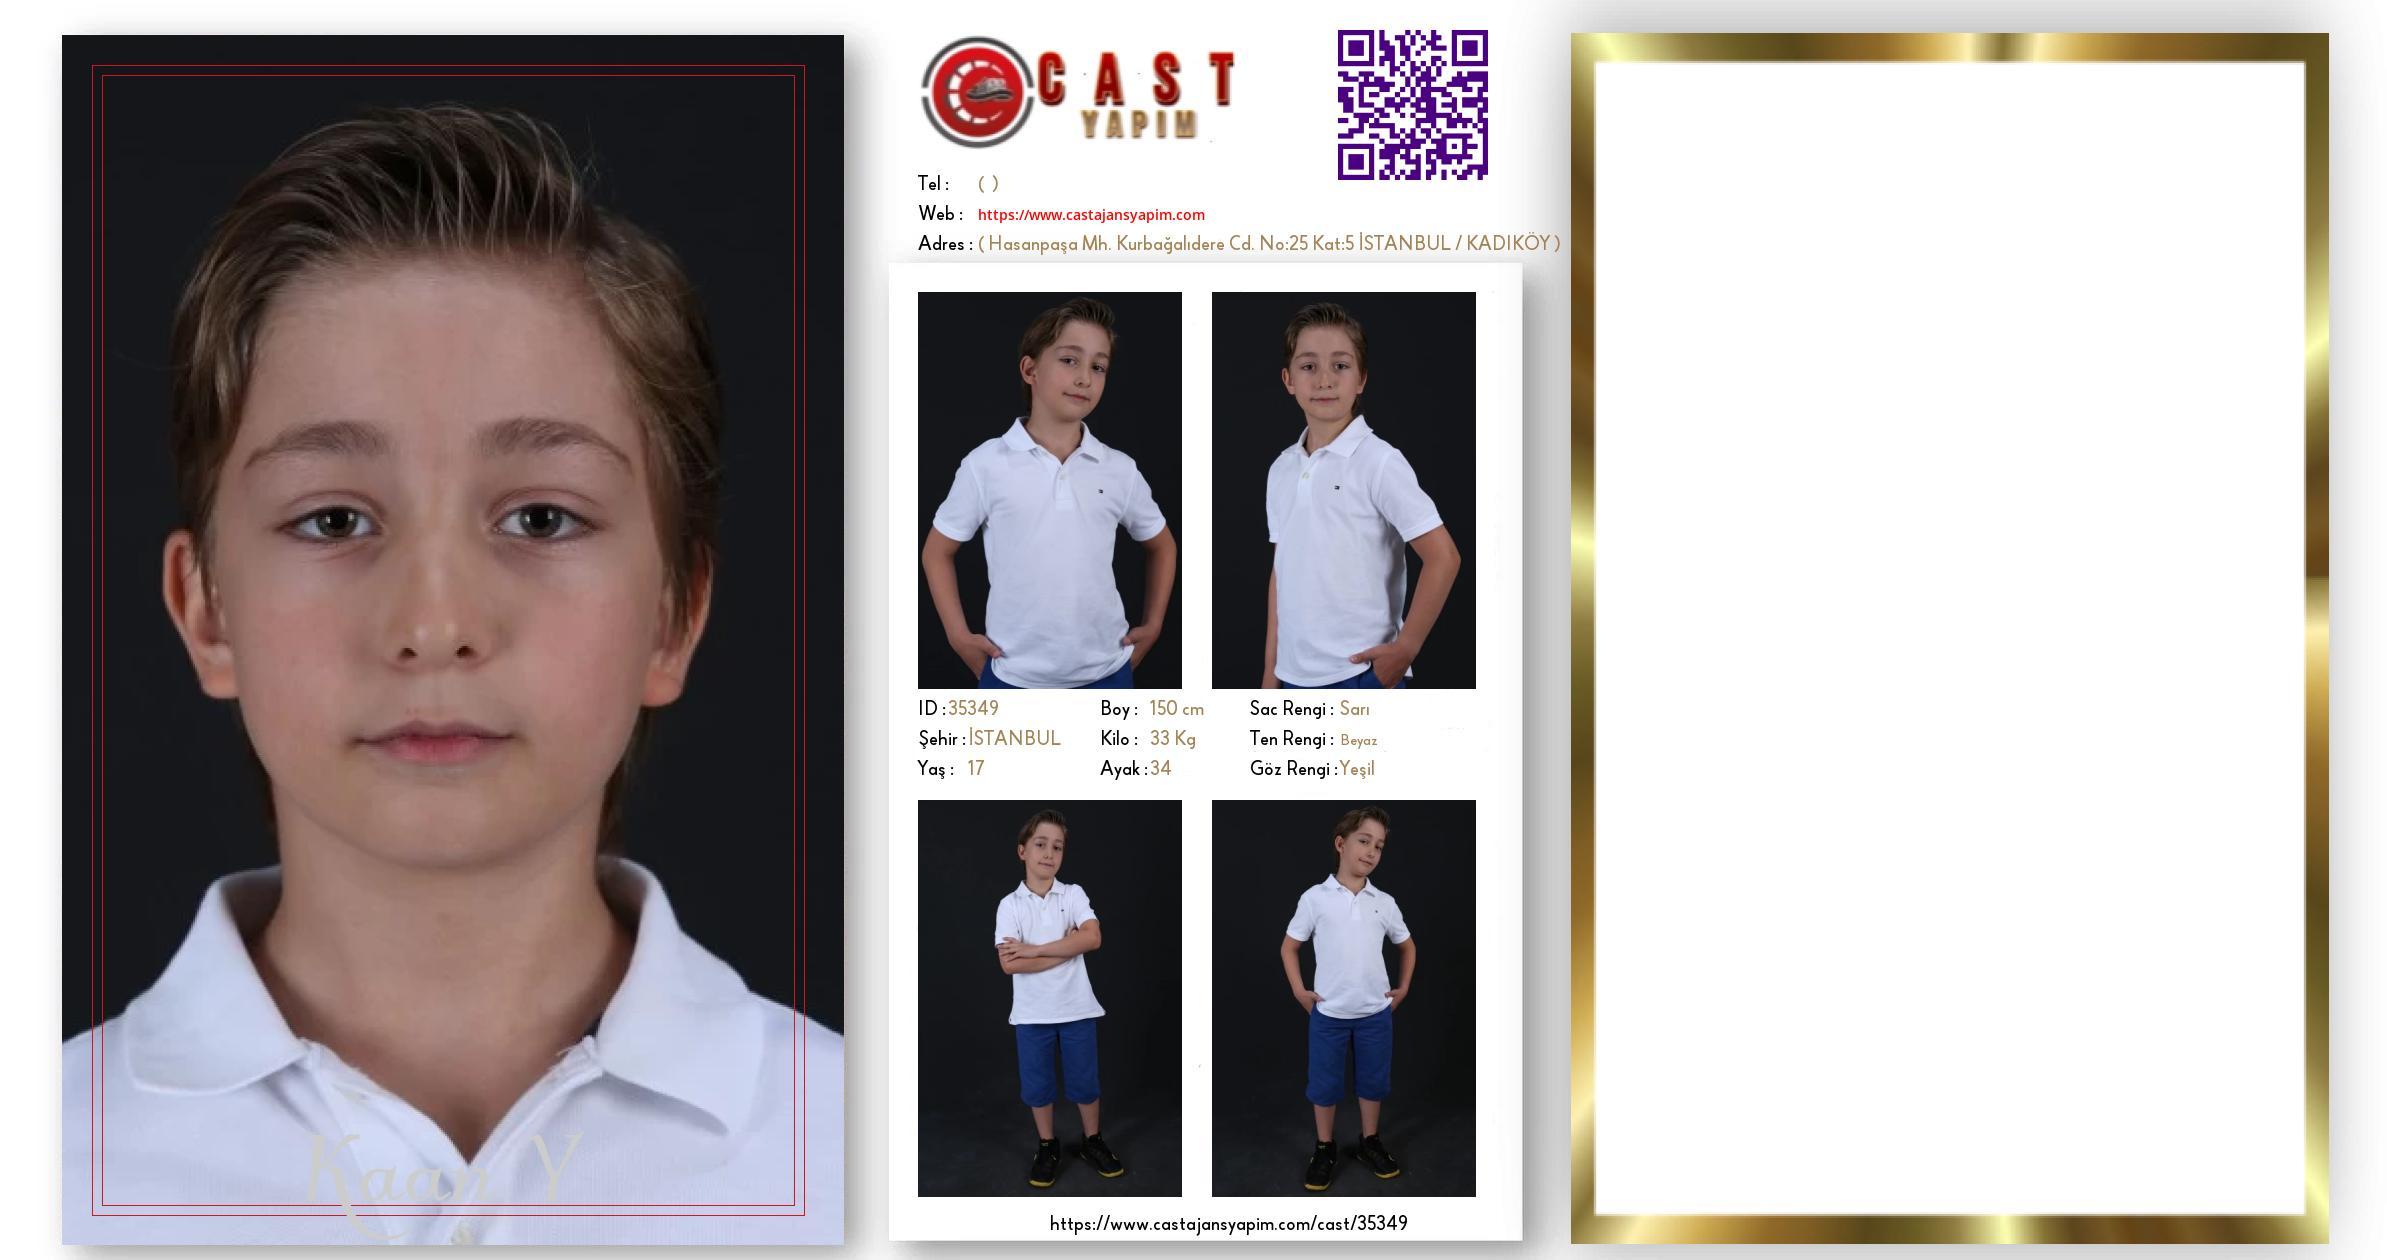 CAST
YAPIM
Tel : ( )
Web : https://www.castajansyapim.com
Adres : ( Hasanpaşa Mh. Kurbağalıdere Cd. No:25 Kat:5 İSTANBUL / KADIKÖY )
ID : 35349 Boy : 150 cm Sac Rengi : Sarı
Şehir : İSTANBUL Kilo : 33 Kg Ten Rengi : Beyaz
Yaş : 17 Ayak : 34 Göz Rengi : Yeşil
Kaan Y
https://www.castajansyapim.com/cast/35349